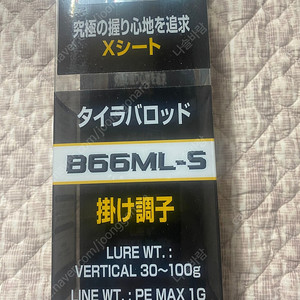 究極の握り心地を追求
Xシート
タイラバロッド
B66ML-S
掛け調子
LURE WT. :
VERTICAL 30〜100g
LINE WT. : PE MAX 1G